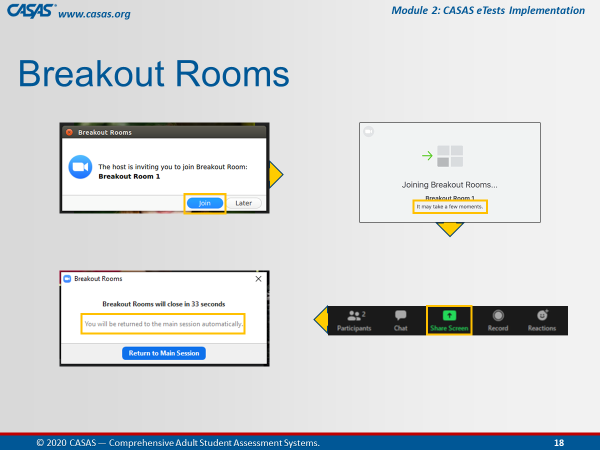 CASAS www.casas.org
Module 2: CASAS eTests Implementation
Breakout Rooms
Breakout Rooms
The host is inviting you to join Breakout Room:
Breakout Room 1
Join Later
Joining Breakout Rooms...
Breakout Room 1
It may take a few moments.
2
Participants Chat Share Screen Record Reactions
Breakout Rooms
Breakout Rooms will close in 33 seconds
You will be returned to the main session automatically.
Return to Main Session
© 2020 CASAS — Comprehensive Adult Student Assessment Systems.
18